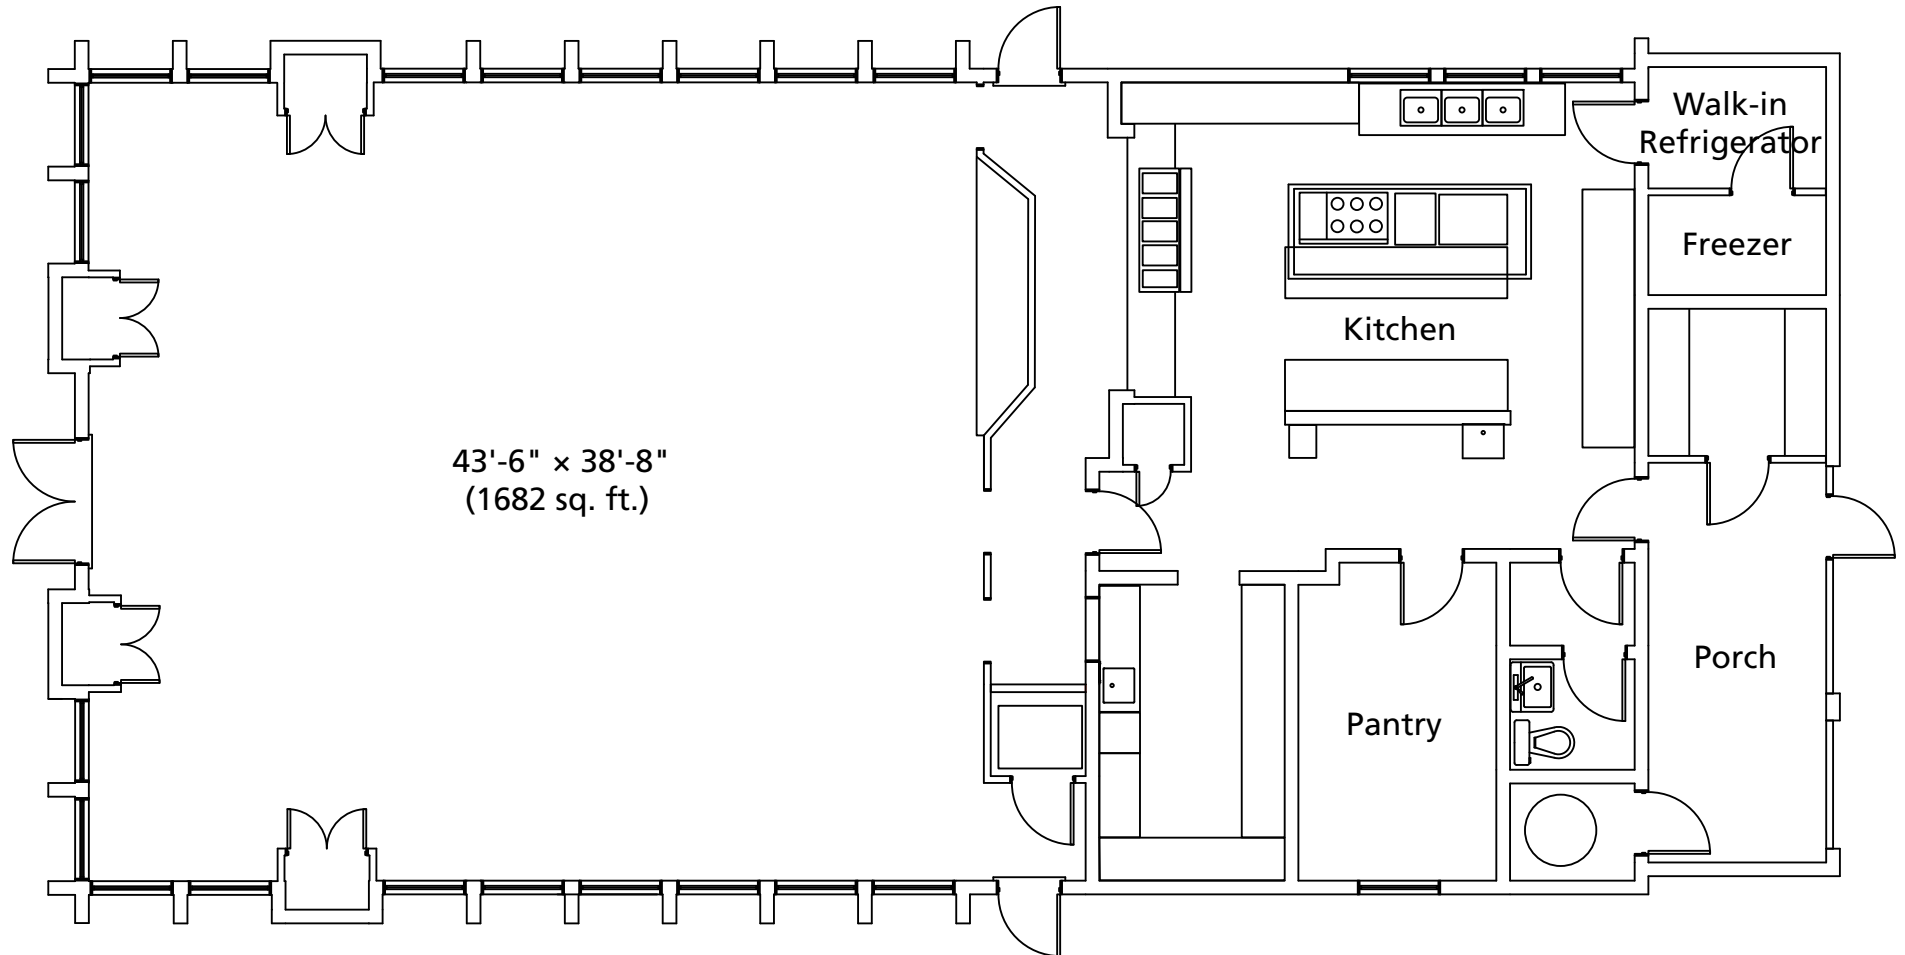 Walk-in
Refrigerator
Freezer
Kitchen
43'-6" × 38'-8"
(1682 sq. ft.)
Porch
Pantry